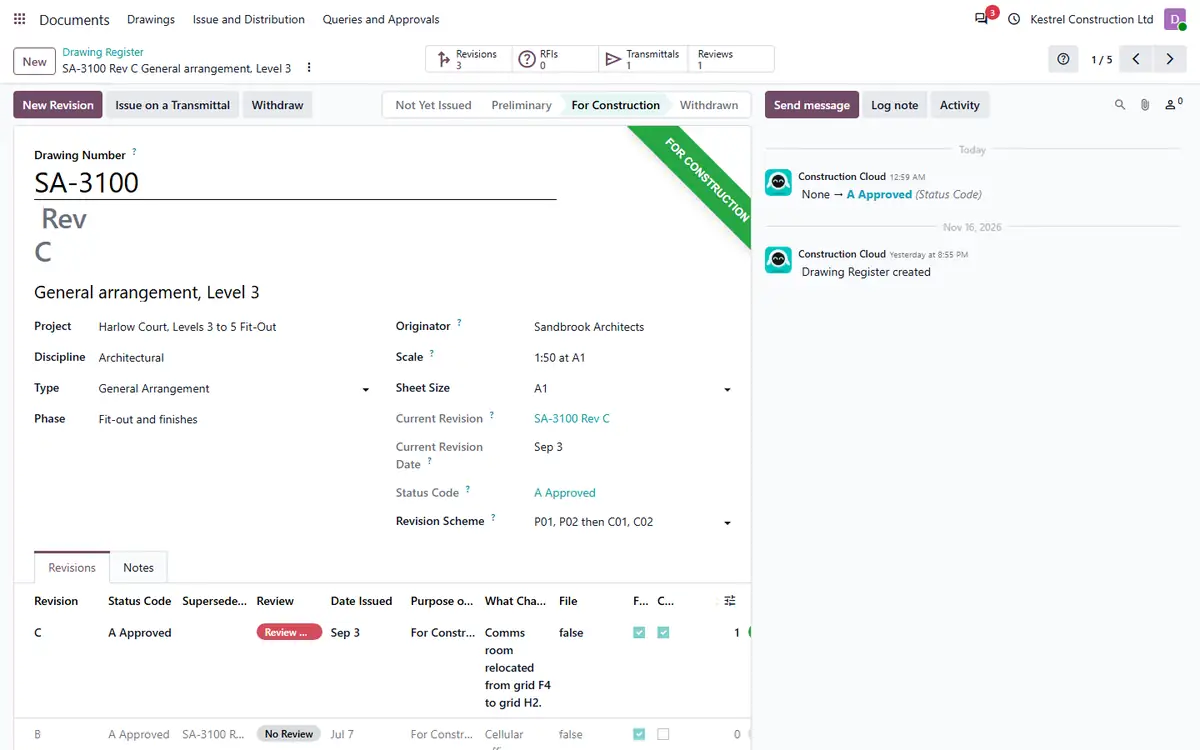 Documents Drawings Issue and Distribution Queries and Approvals 3 Kestrel Construction Ltd D
New Drawing Register
SA-3100 Rev C General arrangement, Level 3
Revisions 3 RFIs 0 Transmittals 1 Reviews 1
1 / 5
New Revision Issue on a Transmittal Withdraw
Not Yet Issued Preliminary For Construction Withdrawn
Send message Log note Activity 0
FOR CONSTRUCTION
Drawing Number ?
SA-3100
Rev
C
General arrangement, Level 3
Project Harlow Court, Levels 3 to 5 Fit-Out
Discipline Architectural
Type General Arrangement
Phase Fit-out and finishes
Originator ? Sandbrook Architects
Scale ? 1:50 at A1
Sheet Size A1
Current Revision ? SA-3100 Rev C
Current Revision Date ? Sep 3
Status Code ? A Approved
Revision Scheme ? P01, P02 then C01, C02
Revisions Notes
Revision Status Code Supersede... Review Date Issued Purpose o... What Cha... File F... C...
C A Approved Review ... Sep 3 For Constr... Comms false 1
room
relocated
from grid F4
to grid H2.
B A Approved SA-3100 R... No Review Jul 7 For Constr... Cellular false 0
Today
Construction Cloud 12:59 AM
None → A Approved (Status Code)
Nov 16, 2026
Construction Cloud Yesterday at 8:55 PM
Drawing Register created